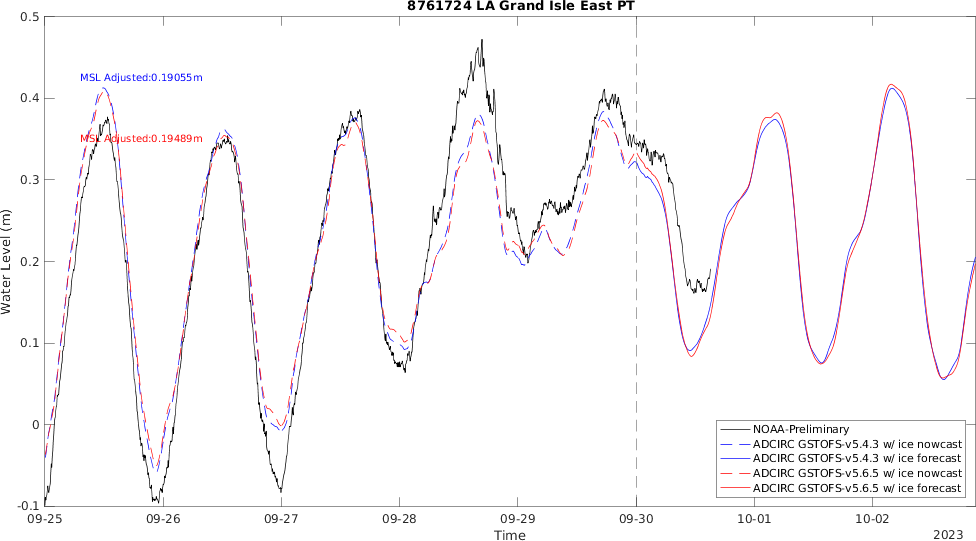 8761724 LA Grand Isle East PT
0.5
MSL Adjusted:0.19055m
0.4
MSL Adjusted:0.19489m
0.3
Water Level (m)
0.2
0.1
0
-0.1
NOAA-Preliminary
ADCIRC GSTOFS-v5.4.3 w/ ice nowcast
ADCIRC GSTOFS-v5.4.3 w/ ice forecast
ADCIRC GSTOFS-v5.6.5 w/ ice nowcast
ADCIRC GSTOFS-v5.6.5 w/ ice forecast
09-25 09-26 09-27 09-28 09-29 09-30 10-01 10-02
Time
2023